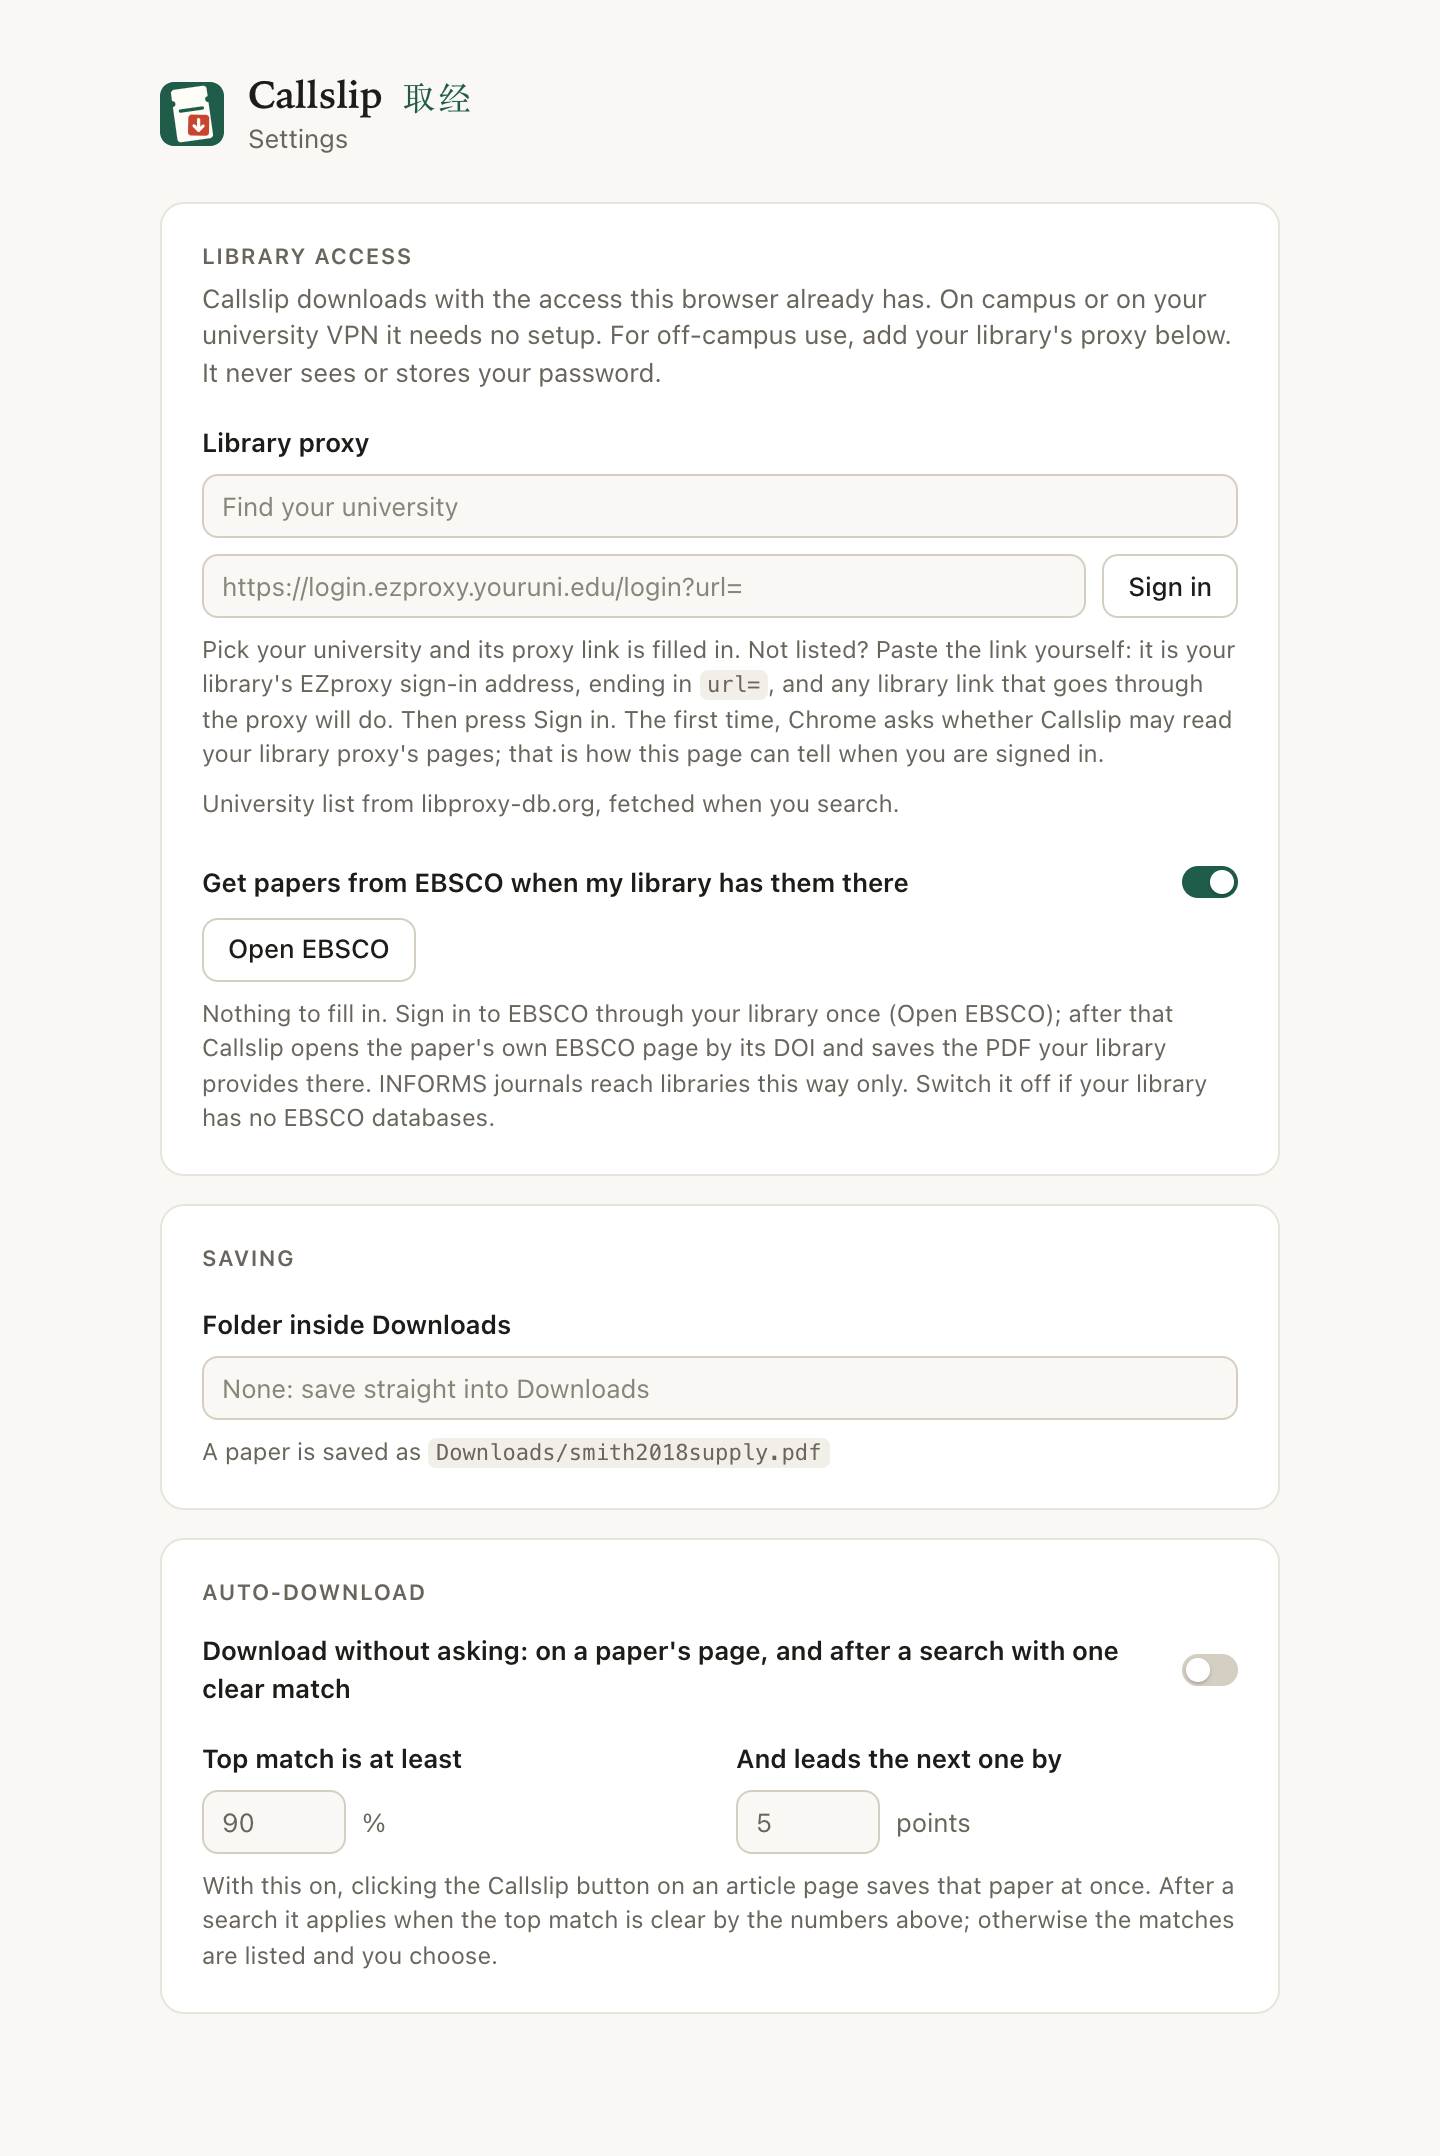 Callslip 取经
Settings
LIBRARY ACCESS
Callslip downloads with the access this browser already has. On campus or on your
university VPN it needs no setup. For off-campus use, add your library's proxy below.
It never sees or stores your password.
Library proxy
Find your university
https://login.ezproxy.youruni.edu/login?url=
Sign in
Pick your university and its proxy link is filled in. Not listed? Paste the link yourself: it is your
library's EZproxy sign-in address, ending in url=, and any library link that goes through
the proxy will do. Then press Sign in. The first time, Chrome asks whether Callslip may read
your library proxy's pages; that is how this page can tell when you are signed in.
University list from libproxy-db.org, fetched when you search.
Get papers from EBSCO when my library has them there
Open EBSCO
Nothing to fill in. Sign in to EBSCO through your library once (Open EBSCO); after that
Callslip opens the paper's own EBSCO page by its DOI and saves the PDF your library
provides there. INFORMS journals reach libraries this way only. Switch it off if your library
has no EBSCO databases.
SAVING
Folder inside Downloads
None: save straight into Downloads
A paper is saved as Downloads/smith2018supply.pdf
AUTO-DOWNLOAD
Download without asking: on a paper's page, and after a search with one
clear match
Top match is at least
90 %
And leads the next one by
5 points
With this on, clicking the Callslip button on an article page saves that paper at once. After a
search it applies when the top match is clear by the numbers above; otherwise the matches
are listed and you choose.